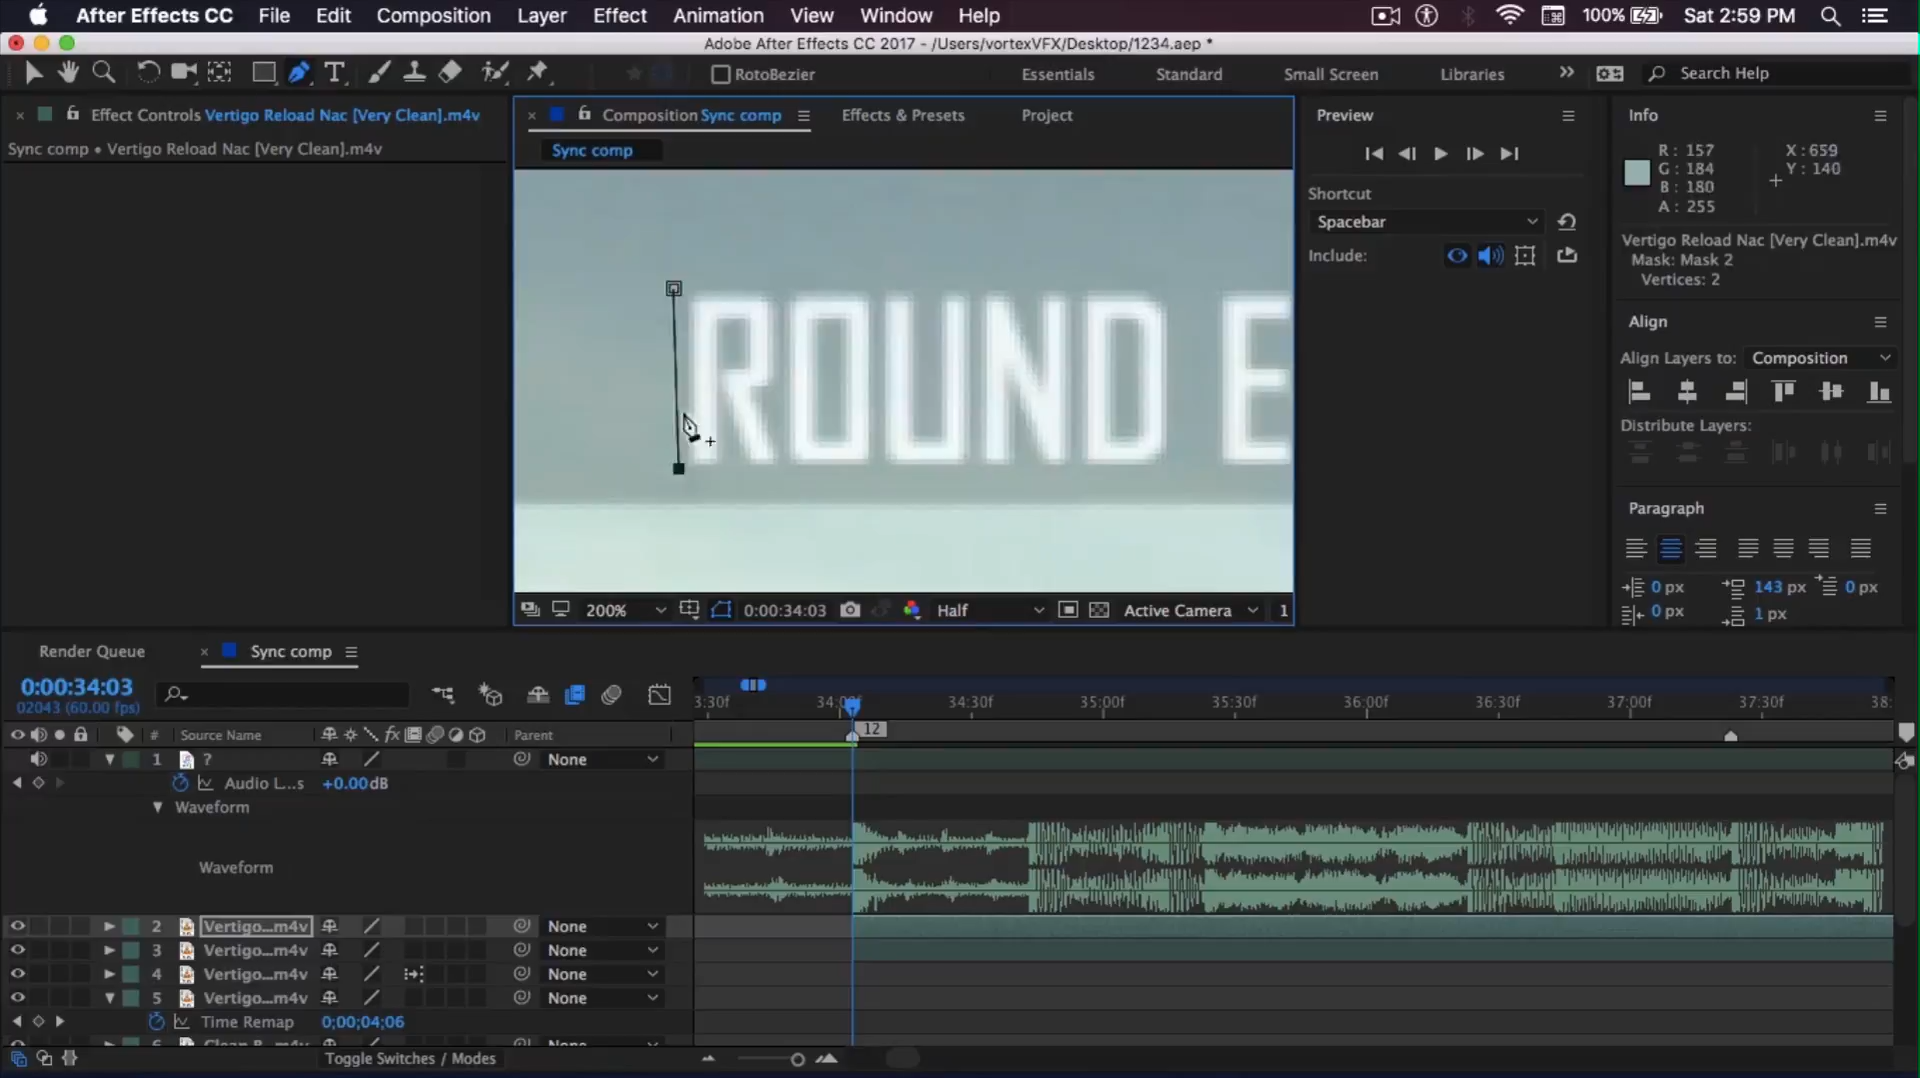 After Effects CC File Edit Composition Layer Effect Animation View Window Help 100% Sat 2:59 PM
Adobe After Effects CC 2017 - /Users/vortexVFX/Desktop/1234.aep *
RotoBezier Essentials Standard Small Screen Libraries Search Help
Effect Controls Vertigo Reload Nac [Very Clean].m4v
Sync comp • Vertigo Reload Nac [Very Clean].m4v
Composition Sync comp Effects & Presets Project
Sync comp
ROUND E
200% 0:00:34:03 Half Active Camera 1
Preview
Shortcut
Spacebar
Include:
Info
R : 157 X : 659
G : 184 Y : 140
B : 180
A : 255
Vertigo Reload Nac [Very Clean].m4v
Mask: Mask 2
Vertices: 2
Align
Align Layers to: Composition
Distribute Layers:
Paragraph
0 px 143 px 0 px
0 px 1 px
Render Queue Sync comp
0:00:34:03
02043 (60.00 fps)
3:30f 34:00f 34:30f 35:00f 35:30f 36:00f 36:30f 37:00f 37:30f 38:
12
# Source Name fx Parent
1 ? None
Audio L...s +0.00dB
Waveform
Waveform
2 Vertigo...m4v None
3 Vertigo...m4v None
4 Vertigo...m4v None
5 Vertigo...m4v None
Time Remap 0;00;04;06
Toggle Switches / Modes